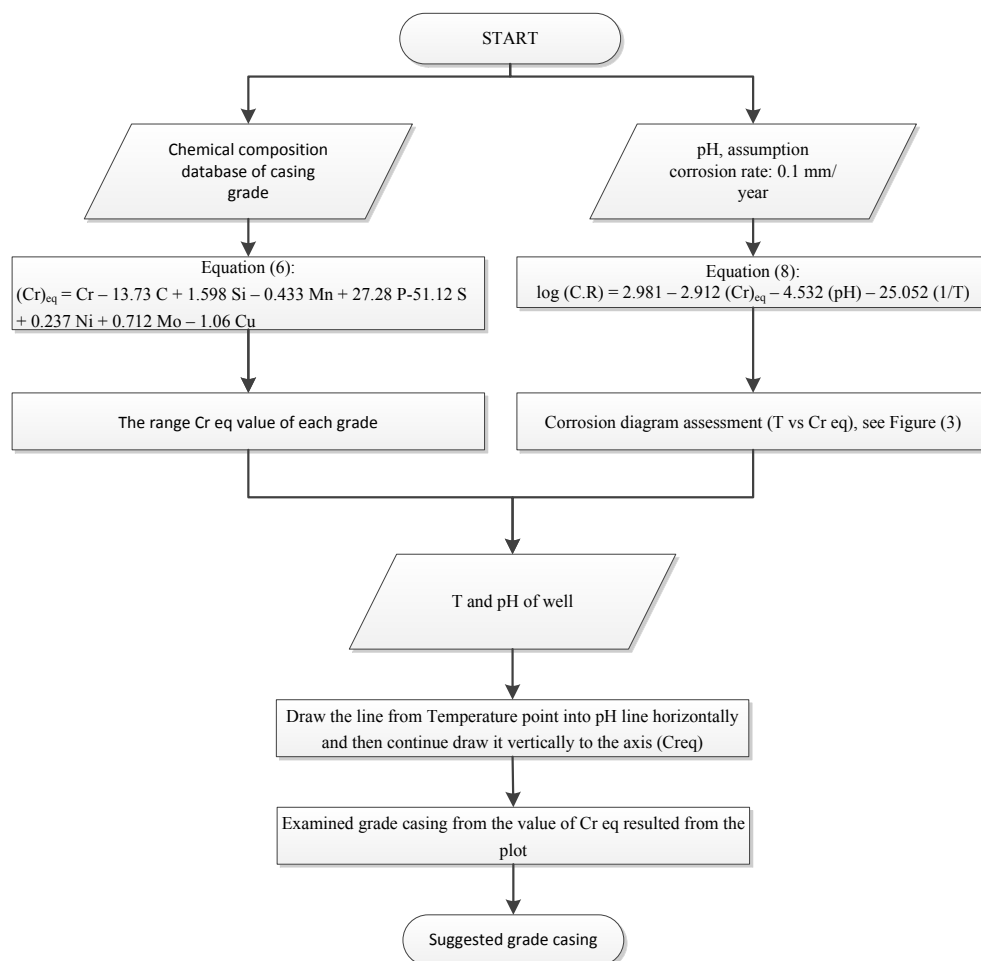 START
Chemical composition
database of casing
grade
pH, assumption
corrosion rate: 0.1 mm/
year
Equation (6):
(Cr)eq = Cr – 13.73 C + 1.598 Si – 0.433 Mn + 27.28 P-51.12 S
+ 0.237 Ni + 0.712 Mo – 1.06 Cu
Equation (8):
log (C.R) = 2.981 – 2.912 (Cr)eq – 4.532 (pH) – 25.052 (1/T)
The range Cr eq value of each grade
Corrosion diagram assessment (T vs Cr eq), see Figure (3)
T and pH of well
Draw the line from Temperature point into pH line horizontally
and then continue draw it vertically to the axis (Creq)
Examined grade casing from the value of Cr eq resulted from the
plot
Suggested grade casing